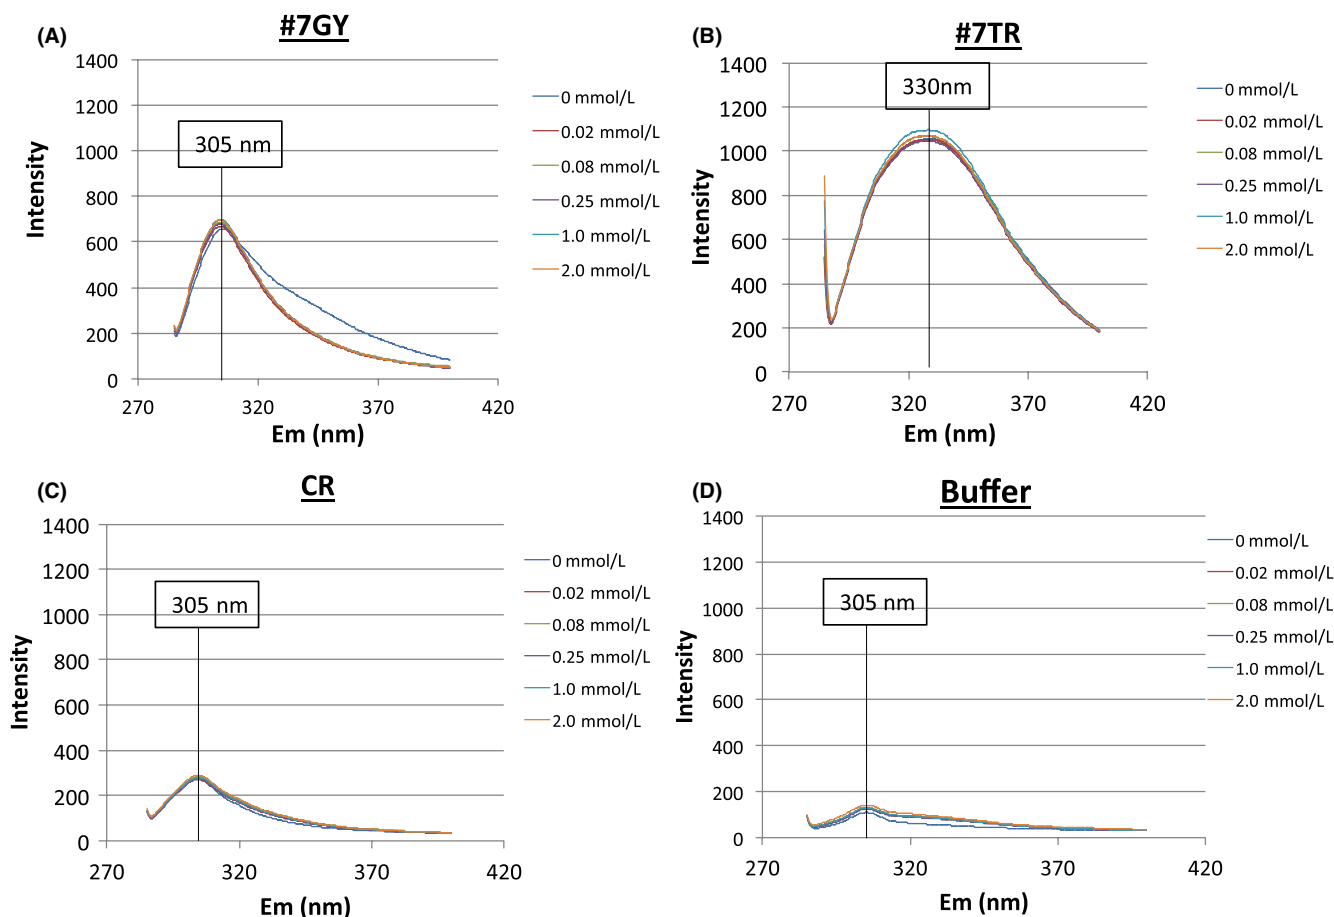 (A)
#7GY
1400
1200
1000
800
600
400
200
0
Intensity
305 nm
270
320
370
420
Em (nm)
0 mmol/L
0.02 mmol/L
0.08 mmol/L
0.25 mmol/L
1.0 mmol/L
2.0 mmol/L
(B)
#7TR
1400
1200
1000
800
600
400
200
0
Intensity
330nm
270
320
370
420
Em (nm)
0 mmol/L
0.02 mmol/L
0.08 mmol/L
0.25 mmol/L
1.0 mmol/L
2.0 mmol/L
(C)
CR
1400
1200
1000
800
600
400
200
0
Intensity
305 nm
270
320
370
420
Em (nm)
0 mmol/L
0.02 mmol/L
0.08 mmol/L
0.25 mmol/L
1.0 mmol/L
2.0 mmol/L
(D)
Buffer
1400
1200
1000
800
600
400
200
0
Intensity
305 nm
270
320
370
420
Em (nm)
0 mmol/L
0.02 mmol/L
0.08 mmol/L
0.25 mmol/L
1.0 mmol/L
2.0 mmol/L